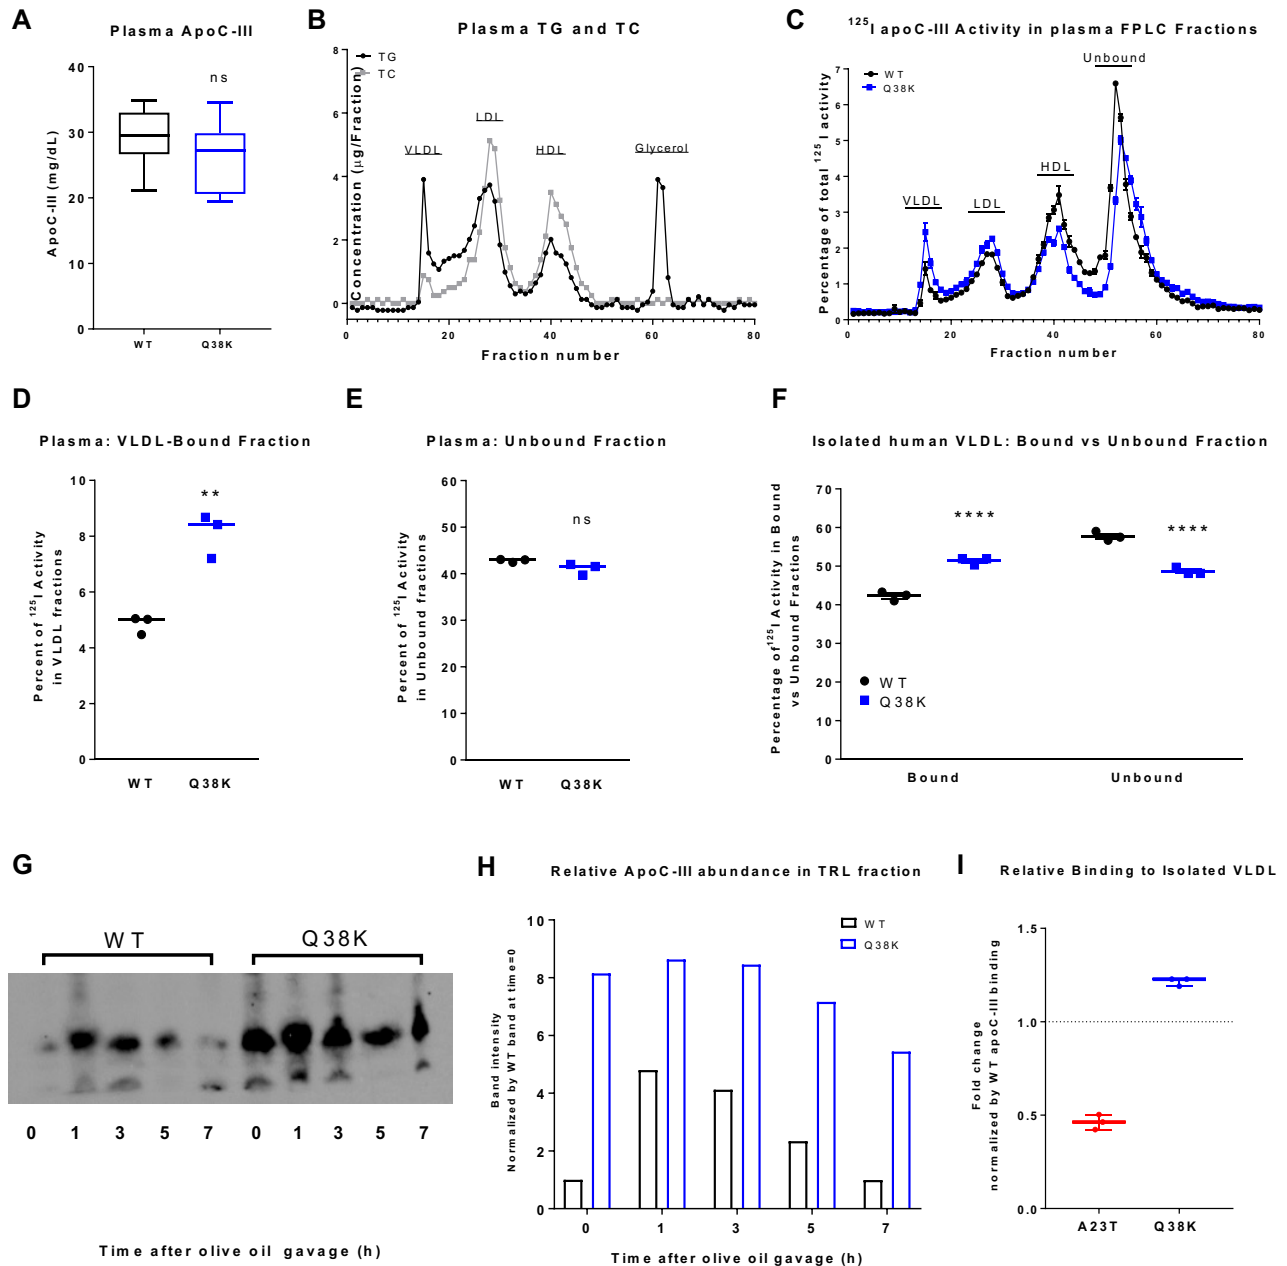 A
Plasma ApoC-III
ApoC-III (mg/dL)
40
30
20
10
0
ns
WT
Q38K
B
Plasma TG and TC
Concentration (µg/Fraction)
8
6
4
2
0
TG
TC
VLDL
LDL
HDL
Glycerol
0
20
40
60
80
Fraction number
C
125I apoC-III Activity in plasma FPLC Fractions
Percentage of total 125I activity
7
6
5
4
3
2
1
0
WT
Q38K
VLDL
LDL
HDL
Unbound
0
20
40
60
80
Fraction number
D
Plasma: VLDL-Bound Fraction
Percent of 125I Activity
in VLDL fractions
10
8
6
4
2
0
**
WT
Q38K
E
Plasma: Unbound Fraction
Percent of 125I Activity
in Unbound fractions
60
50
40
30
20
10
0
ns
WT
Q38K
F
Isolated human VLDL: Bound vs Unbound Fraction
Percentage of 125I Activity in Bound
vs Unbound Fractions
70
60
50
40
30
20
10
0
****
****
WT
Q38K
Bound
Unbound
G
WT
Q38K
0 1 3 5 7 0 1 3 5 7
Time after olive oil gavage (h)
H
Relative ApoC-III abundance in TRL fraction
Band intensity
Normalized by WT band at time=0
10
8
6
4
2
0
WT
Q38K
0
1
3
5
7
Time after olive oil gavage (h)
I
Relative Binding to Isolated VLDL
Fold change
normalized by WT apoC-III binding
1.5
1.0
0.5
0.0
A23T
Q38K